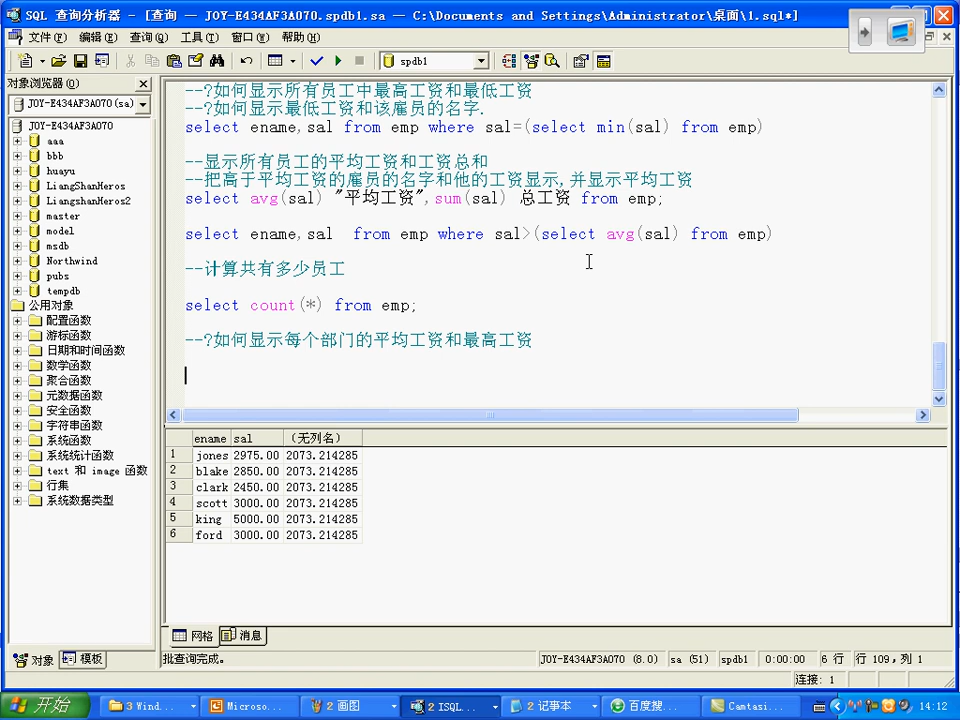 SQL 查询分析器 - [查询 — JOY-E434AF3A070.spdb1.sa — C:\Documents and Settings\Administrator\桌面\1.sql*]
文件(F) 编辑(E) 查询(Q) 工具(T) 窗口(W) 帮助(H)
spdb1
对象浏览器(O)
JOY-E434AF3A070(sa)
JOY-E434AF3A070
aaa
bbb
huayu
LiangShanHeros
LiangshanHeros2
master
model
msdb
Northwind
pubs
tempdb
公用对象
配置函数
游标函数
日期和时间函数
数学函数
聚合函数
元数据函数
安全函数
字符串函数
系统函数
系统统计函数
text 和 image 函数
行集
系统数据类型
对象 模板
--?如何显示所有员工中最高工资和最低工资
--?如何显示最低工资和该雇员的名字.
select ename,sal from emp where sal=(select min(sal) from emp)
--显示所有员工的平均工资和工资总和
--把高于平均工资的雇员的名字和他的工资显示,并显示平均工资
select avg(sal) "平均工资",sum(sal) 总工资 from emp;
select ename,sal  from emp where sal>(select avg(sal) from emp)
--计算共有多少员工
select count(*) from emp;
--?如何显示每个部门的平均工资和最高工资
ename sal (无列名)
1 jones 2975.00 2073.214285
2 blake 2850.00 2073.214285
3 clark 2450.00 2073.214285
4 scott 3000.00 2073.214285
5 king 5000.00 2073.214285
6 ford 3000.00 2073.214285
网格 消息
批查询完成。 JOY-E434AF3A070 (8.0) sa (51) spdb1 0:00:00 6 行 行 109,列 1
连接: 1
开始 3 Wind... Microso... 2 画图 2 ISQL... 2 记事本 百度搜... Camtasi... 14:12